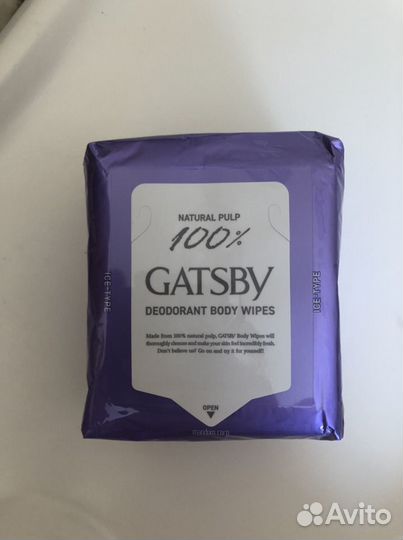 NATURAL PULP
100%
GATSBY
DEODORANT BODY WIPES
ICE-TYPE
ICE-TYPE
Made from 100% natural pulp, GATSBY Body Wipes will
thoroughly cleanse and make your skin feel incredibly fresh.
Don't believe us? Go on and try it for yourself!
OPEN
mandom corp
Avito